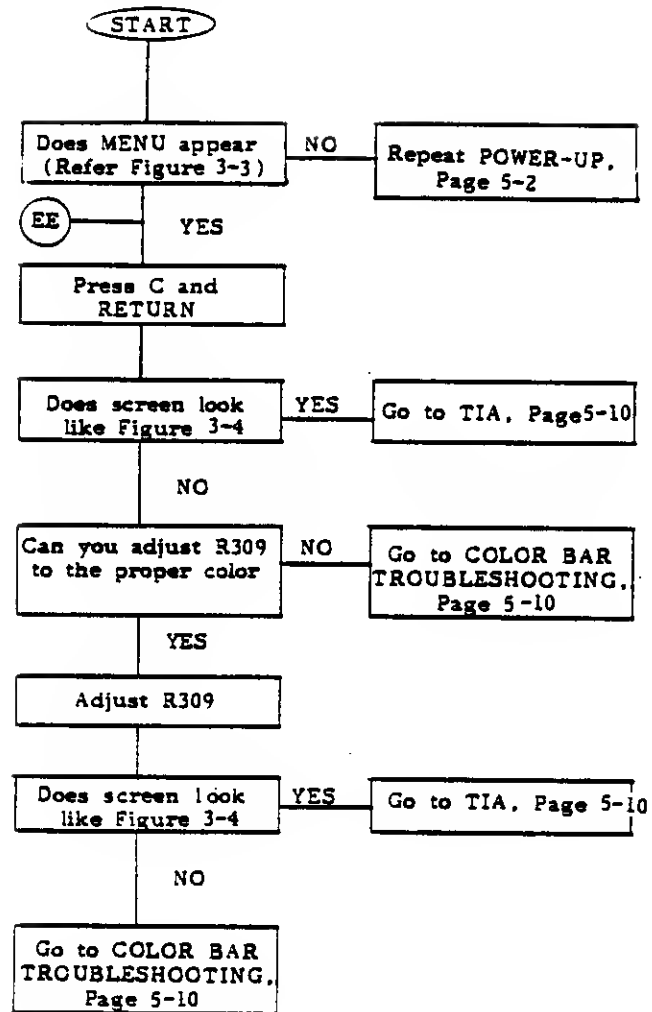 START
Does MENU appear
(Refer Figure 3-3)
NO
Repeat POWER-UP,
Page 5-2
EE
YES
Press C and
RETURN
Does screen look
like Figure 3-4
YES
Go to TIA, Page5-10
NO
Can you adjust R309
to the proper color
NO
Go to COLOR BAR
TROUBLESHOOTING,
Page 5-10
YES
Adjust R309
Does screen look
like Figure 3-4
YES
Go to TIA, Page 5-10
NO
Go to COLOR BAR
TROUBLESHOOTING,
Page 5-10